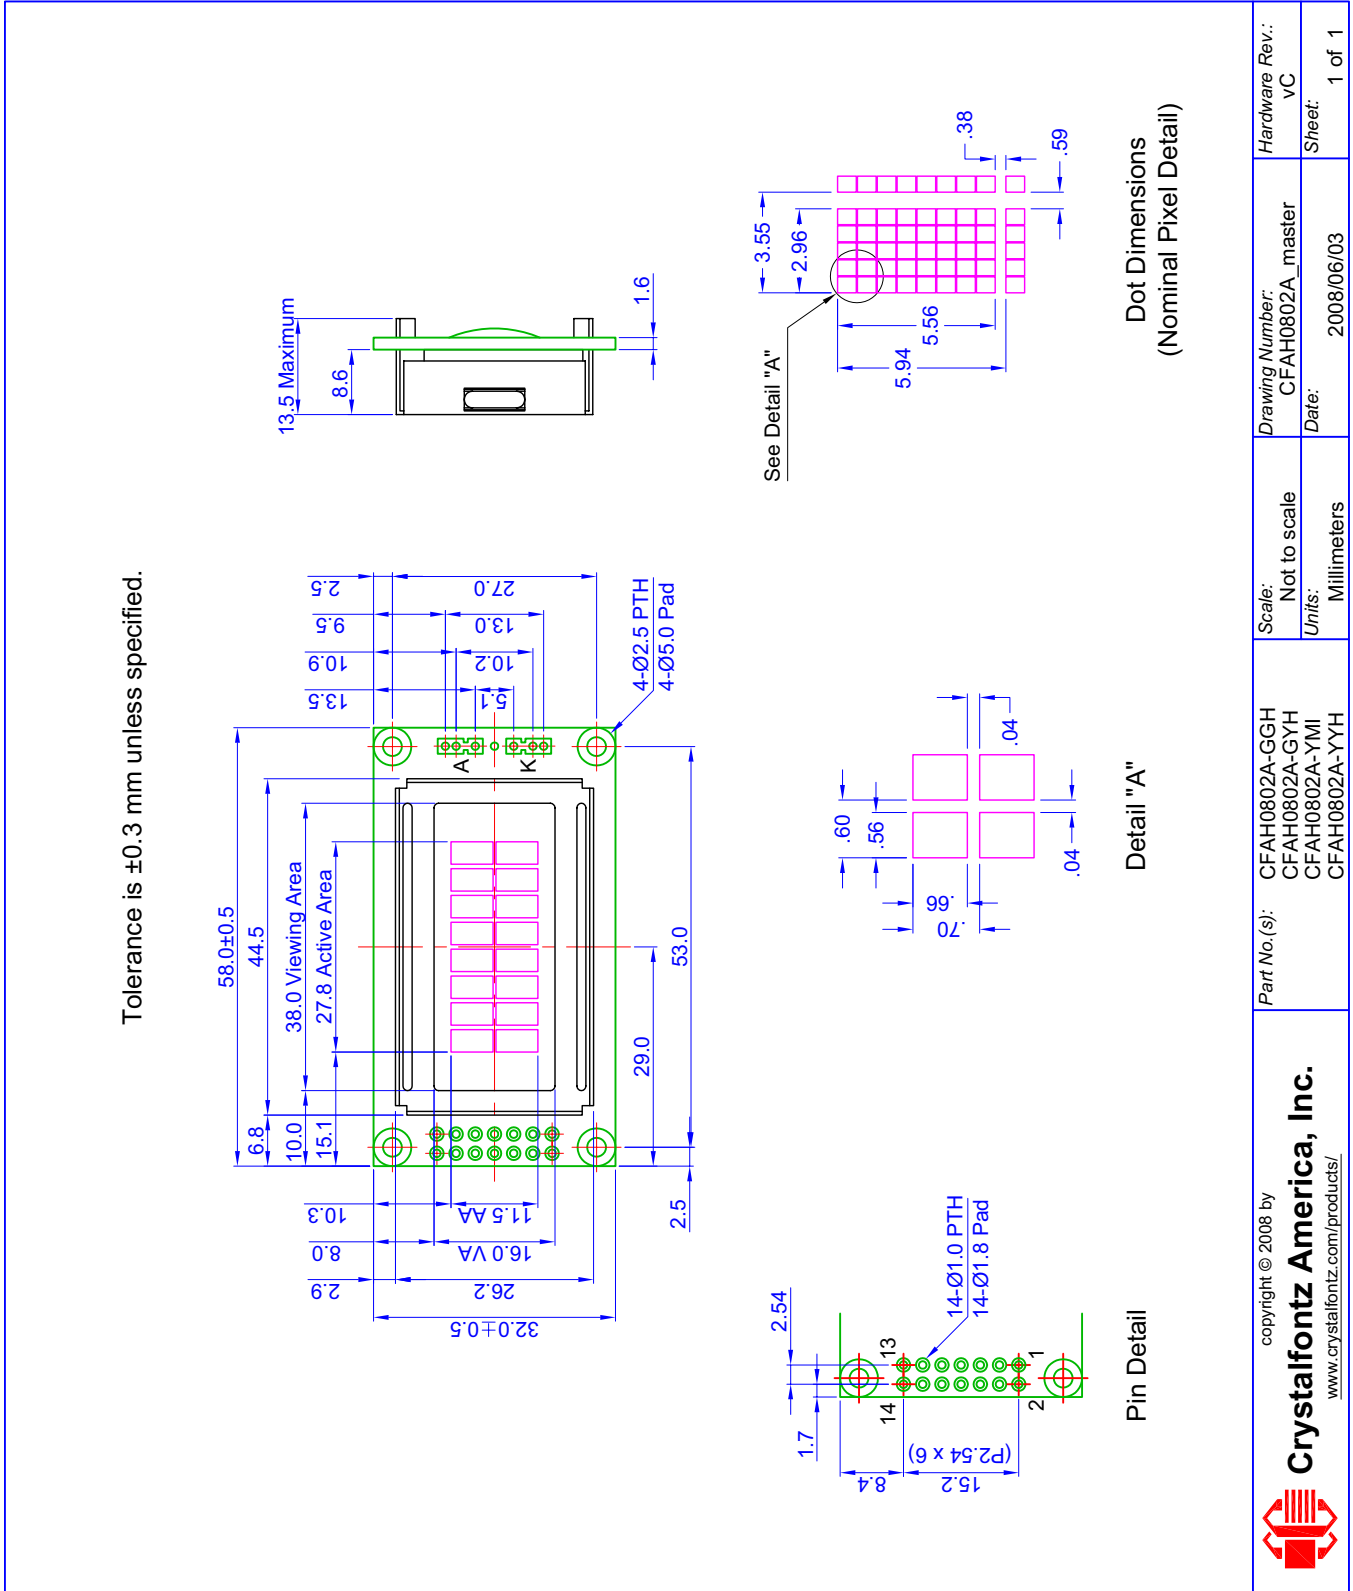 Tolerance is ±0.3 mm unless specified.
58.0±0.5
44.5
38.0 Viewing Area
27.8 Active Area
6.8
10.0
15.1
2.5
27.0
9.5
13.0
10.9
10.2
13.5
5.1
4-Ø2.5 PTH
4-Ø5.0 Pad
A
K
53.0
29.0
2.5
10.3
11.5 AA
8.0
16.0 VA
2.9
26.2
32.0±0.5
13.5 Maximum
8.6
1.6
See Detail "A"
3.55
2.96
5.56
5.94
.38
.59
Dot Dimensions
(Nominal Pixel Detail)
.60
.56
.66
.70
.04
.04
Detail "A"
2.54
1.7
14
13
2
1
14-Ø1.0 PTH
14-Ø1.8 Pad
8.4
15.2
(P2.54 x 6)
Pin Detail
copyright © 2008 by
Crystalfontz America, Inc.
www.crystalfontz.com/products/
Part No.(s):
CFAH0802A-GGH
CFAH0802A-GYH
CFAH0802A-YMI
CFAH0802A-YYH
Scale:
Not to scale
Units:
Millimeters
Drawing Number:
CFAH0802A_master
Date:
2008/06/03
Hardware Rev.:
vC
Sheet:
1 of 1